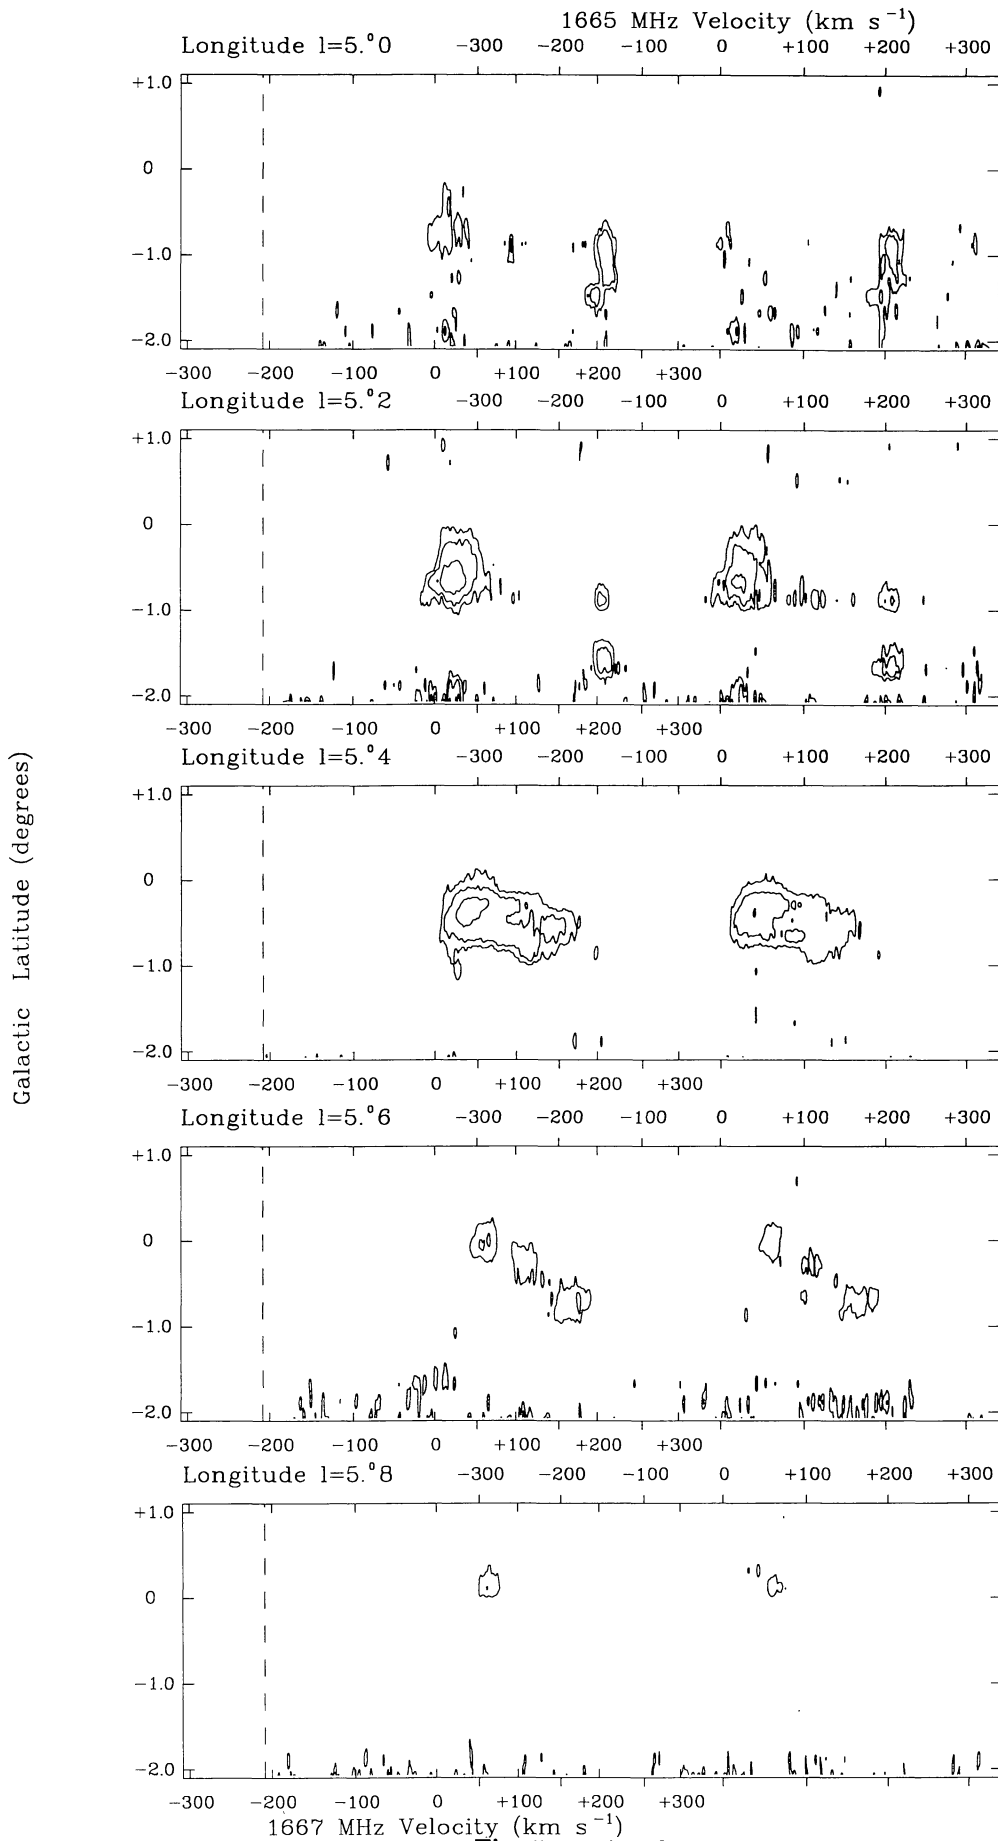 1665 MHz Velocity (km s⁻¹)
Longitude l=5.°0 -300 -200 -100 0 +100 +200 +300
+1.0
0
-1.0
-2.0
-300 -200 -100 0 +100 +200 +300
Longitude l=5.°2 -300 -200 -100 0 +100 +200 +300
+1.0
0
-1.0
-2.0
-300 -200 -100 0 +100 +200 +300
Longitude l=5.°4 -300 -200 -100 0 +100 +200 +300
+1.0
0
-1.0
-2.0
Galactic Latitude (degrees)
-300 -200 -100 0 +100 +200 +300
Longitude l=5.°6 -300 -200 -100 0 +100 +200 +300
+1.0
0
-1.0
-2.0
-300 -200 -100 0 +100 +200 +300
Longitude l=5.°8 -300 -200 -100 0 +100 +200 +300
+1.0
0
-1.0
-2.0
-300 -200 -100 0 +100 +200 +300
1667 MHz Velocity (km s⁻¹)